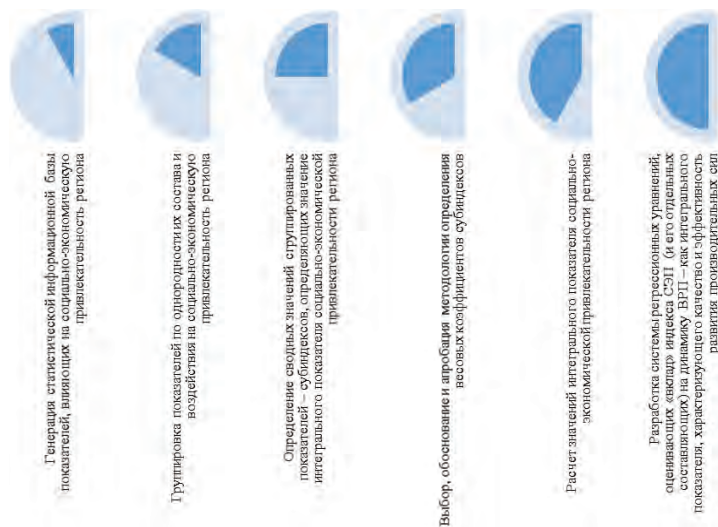 Генерация статистической информационной базы
показателей, влияющих на социально-экономическую
привлекательность региона
Группировка показателей по однородности их состава и
воздействия на социально-экономическую
привлекательность региона
Определение сводных значений сгруппированных
показателей – субиндексов, определяющих значение
интегрального показателя социально-экономической
привлекательности региона
Выбор, обоснование и апробация методологии определения
весовых коэффициентов субиндексов
Расчет значений интегрального показателя социально-
экономической привлекательности региона
Разработка системы регрессионных уравнений,
оценивающих «вклад» индекса СЭП (и его отдельных
составляющих) на динамику ВРП – как интегрального
показателя, характеризующего качество и эффективность
развития производительных сил